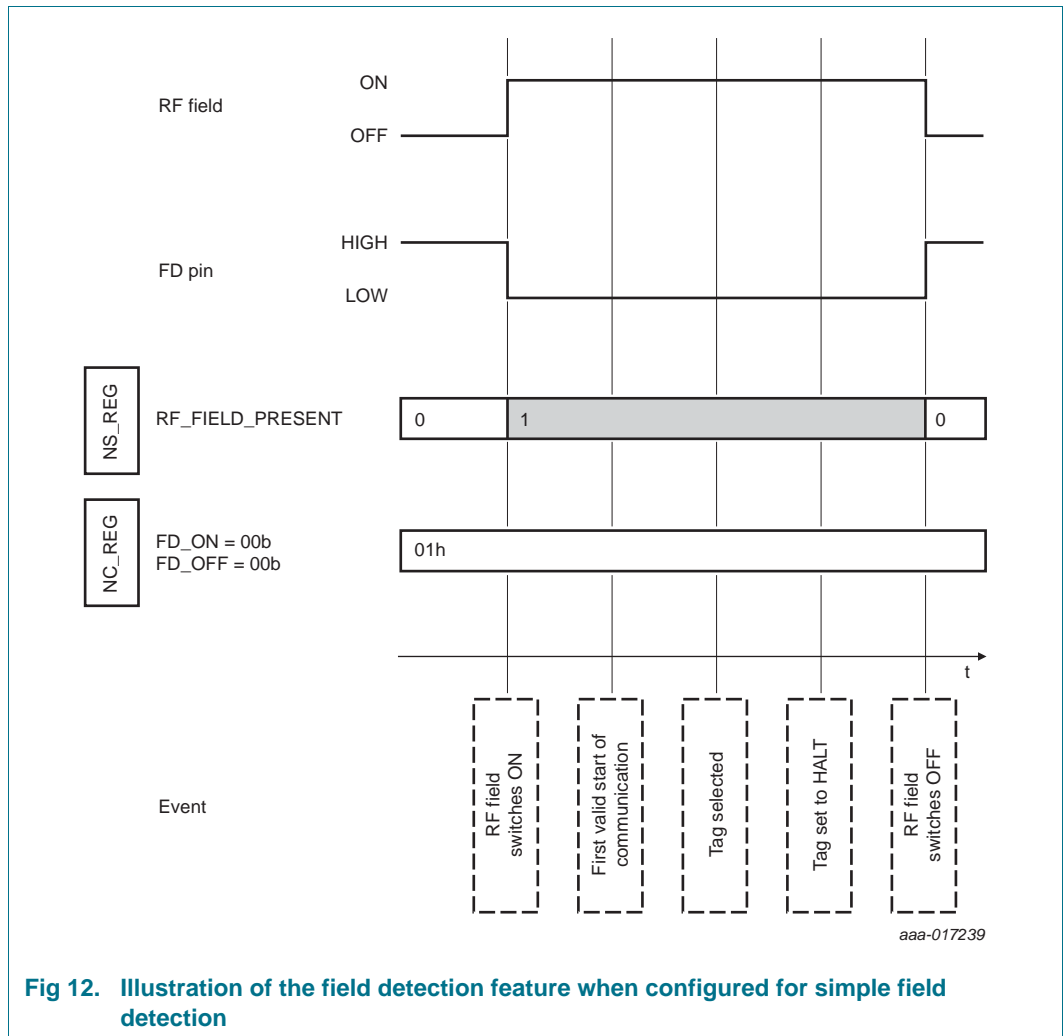 ON
RF field
OFF
HIGH
FD pin
LOW
NS_REG
RF_FIELD_PRESENT
0
1
0
NC_REG
FD_ON = 00b
FD_OFF = 00b
01h
t
Event
RF field
switches ON
First valid start of
communication
Tag selected
Tag set to HALT
RF field
switches OFF
aaa-017239
Fig 12. Illustration of the field detection feature when configured for simple field
detection